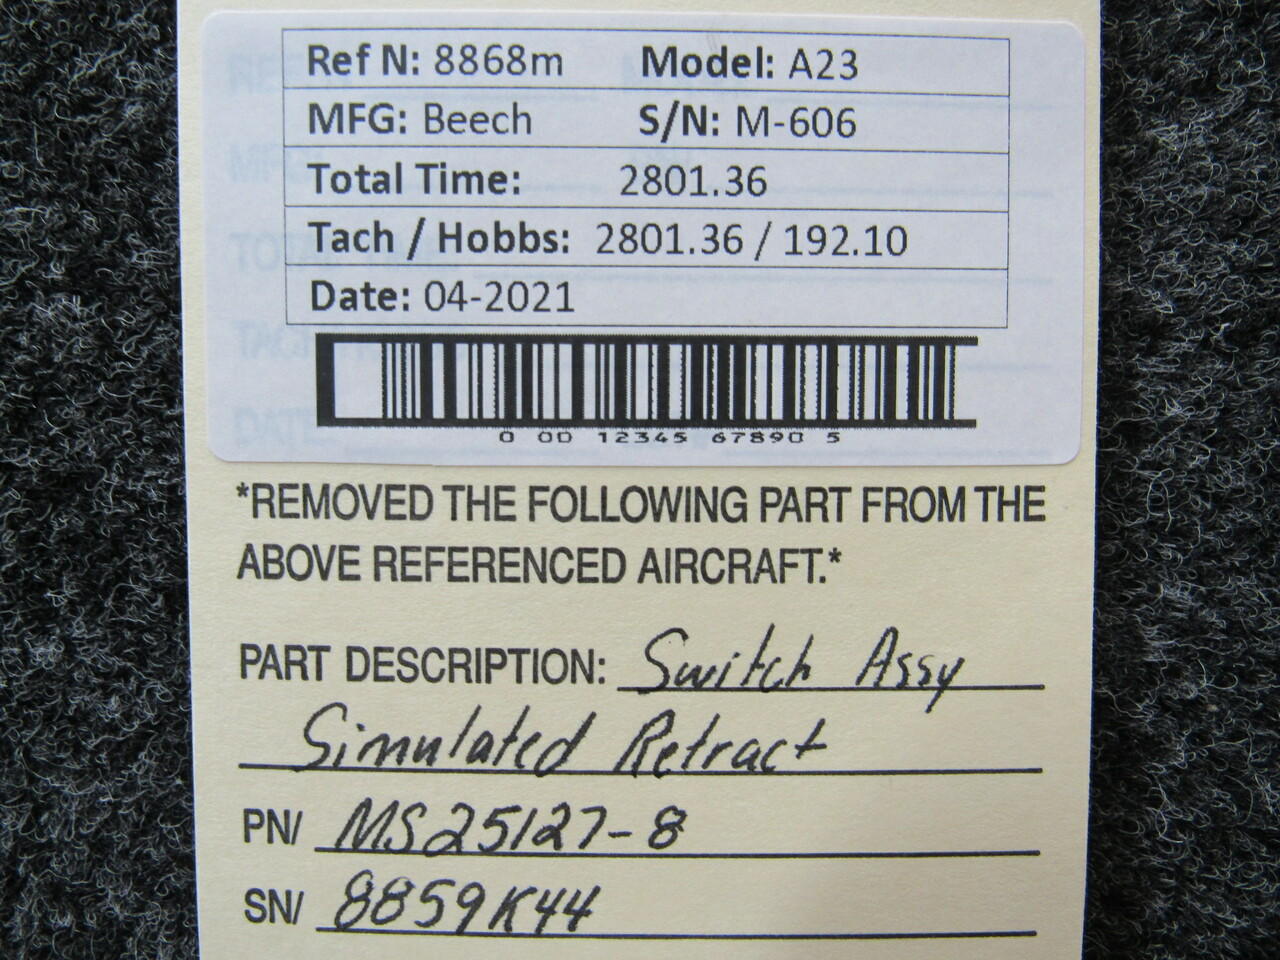 Ref N: 8868m Model: A23
MFG: Beech S/N: M-606
Total Time: 2801.36
Tach / Hobbs: 2801.36 / 192.10
Date: 04-2021
0 00 12345 67890 5
*REMOVED THE FOLLOWING PART FROM THE
ABOVE REFERENCED AIRCRAFT.*
PART DESCRIPTION: Switch Assy
Simulated Retract
PN/ MS25127-8
SN/ 8859K44